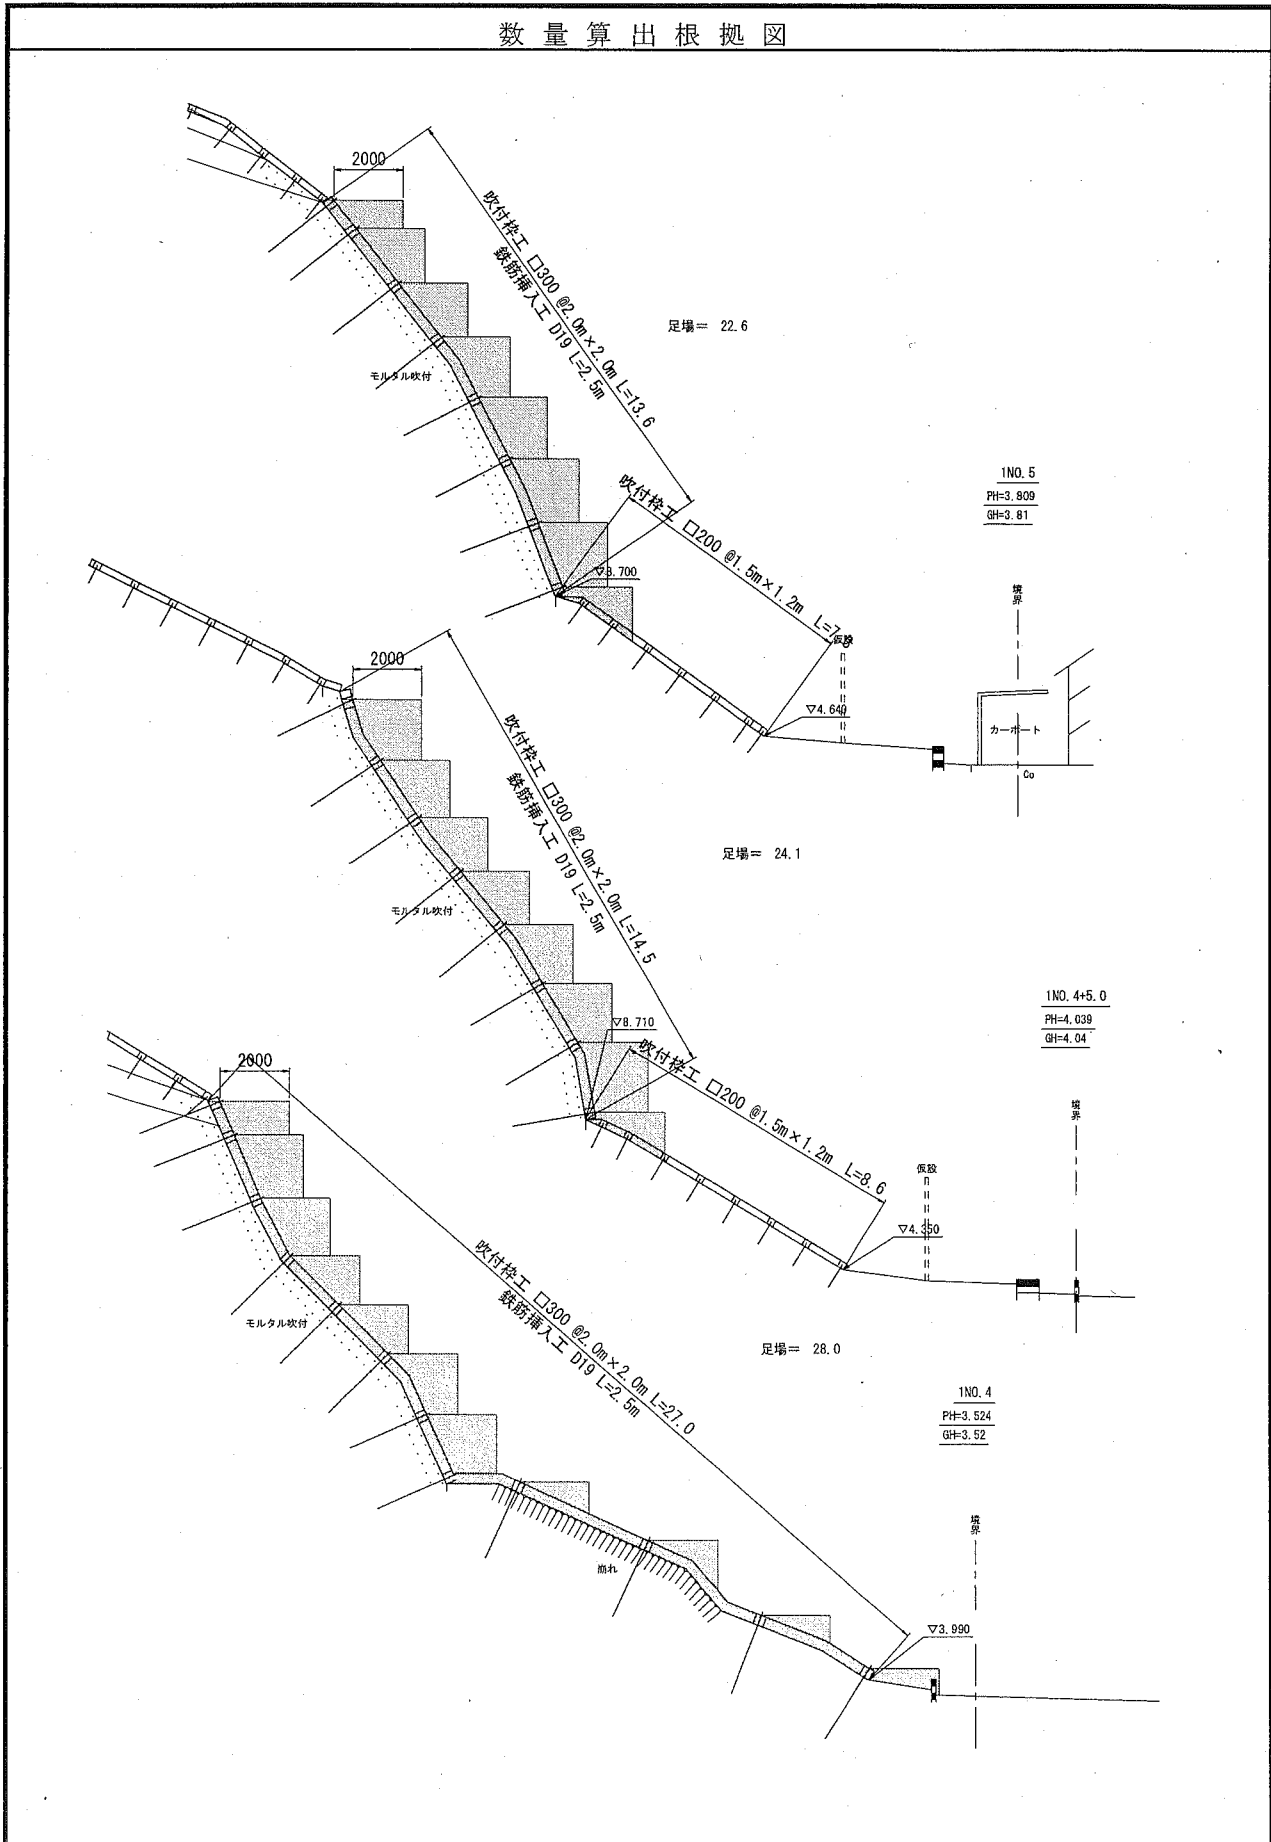 数量算出根拠図
2000
吹付枠工 □300 @2.0m×2.0m L=13.6
鉄筋挿入工 D19 L=2.5m
足場= 22.6
モルタル吹付
1NO.5
PH=3.809
GH=3.81
吹付枠工 □200 @1.5m×1.2m L=7.
仮設
境界
▽4.640
カーポート
Co
2000
吹付枠工 □300 @2.0m×2.0m L=14.5
鉄筋挿入工 D19 L=2.5m
足場= 24.1
モルタル吹付
1NO.4+5.0
PH=4.039
GH=4.04
▽8.710
吹付枠工 □200 @1.5m×1.2m L=8.6
仮設
境界
▽4.350
2000
吹付枠工 □300 @2.0m×2.0m L=27.0
鉄筋挿入工 D19 L=2.5m
モルタル吹付
足場= 28.0
1NO.4
PH=3.524
GH=3.52
境界
崩れ
▽3.990